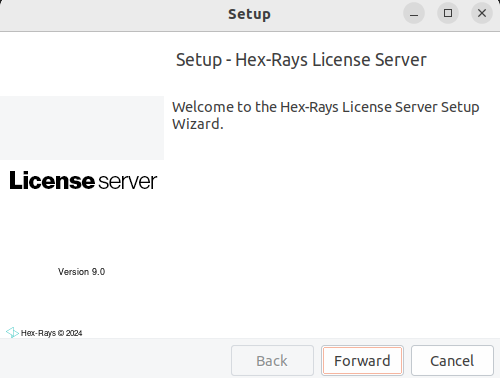 Setup
Setup - Hex-Rays License Server
Welcome to the Hex-Rays License Server Setup
Wizard.
License server
Version 9.0
Hex-Rays © 2024
Back
Forward
Cancel